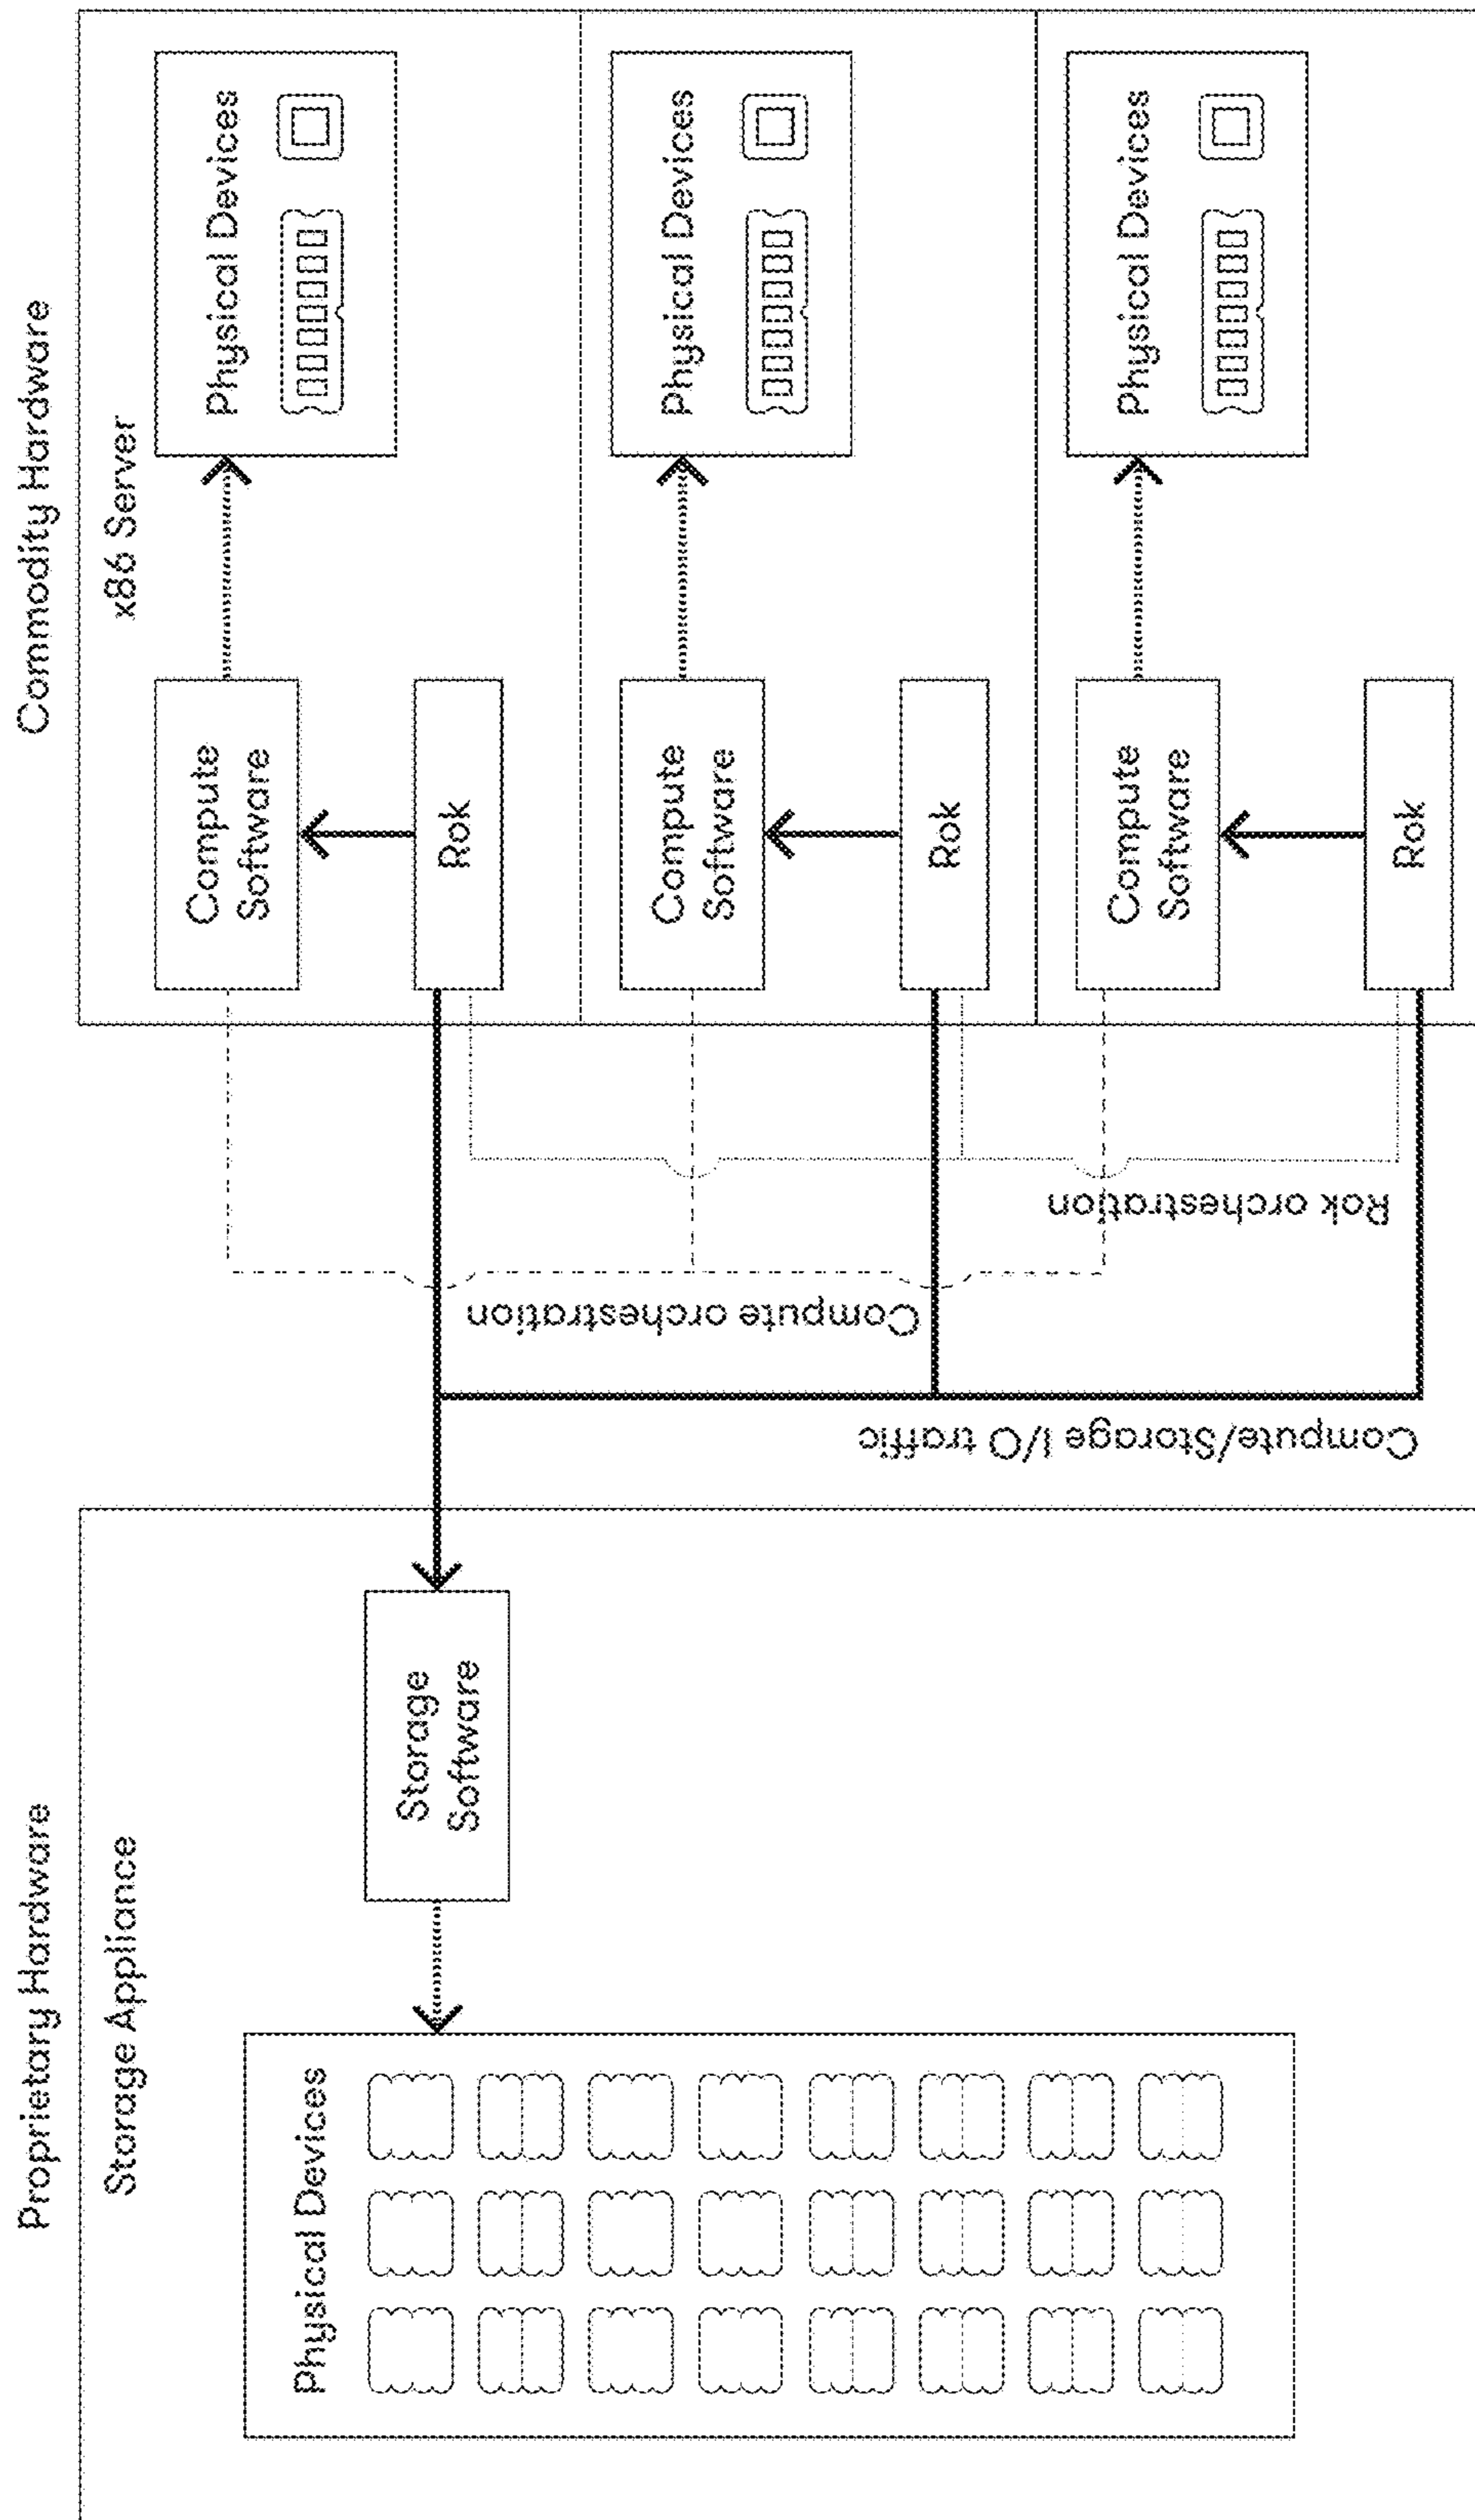 Proprietary Hardware
Commodity Hardware
Storage Appliance
x86 Server
Physical Devices
Storage
Software
Compute
Software
Rok
Physical Devices
Compute
Software
Rok
Physical Devices
Compute
Software
Rok
Physical Devices
Compute orchestration
Rok orchestration
Compute/Storage I/O traffic